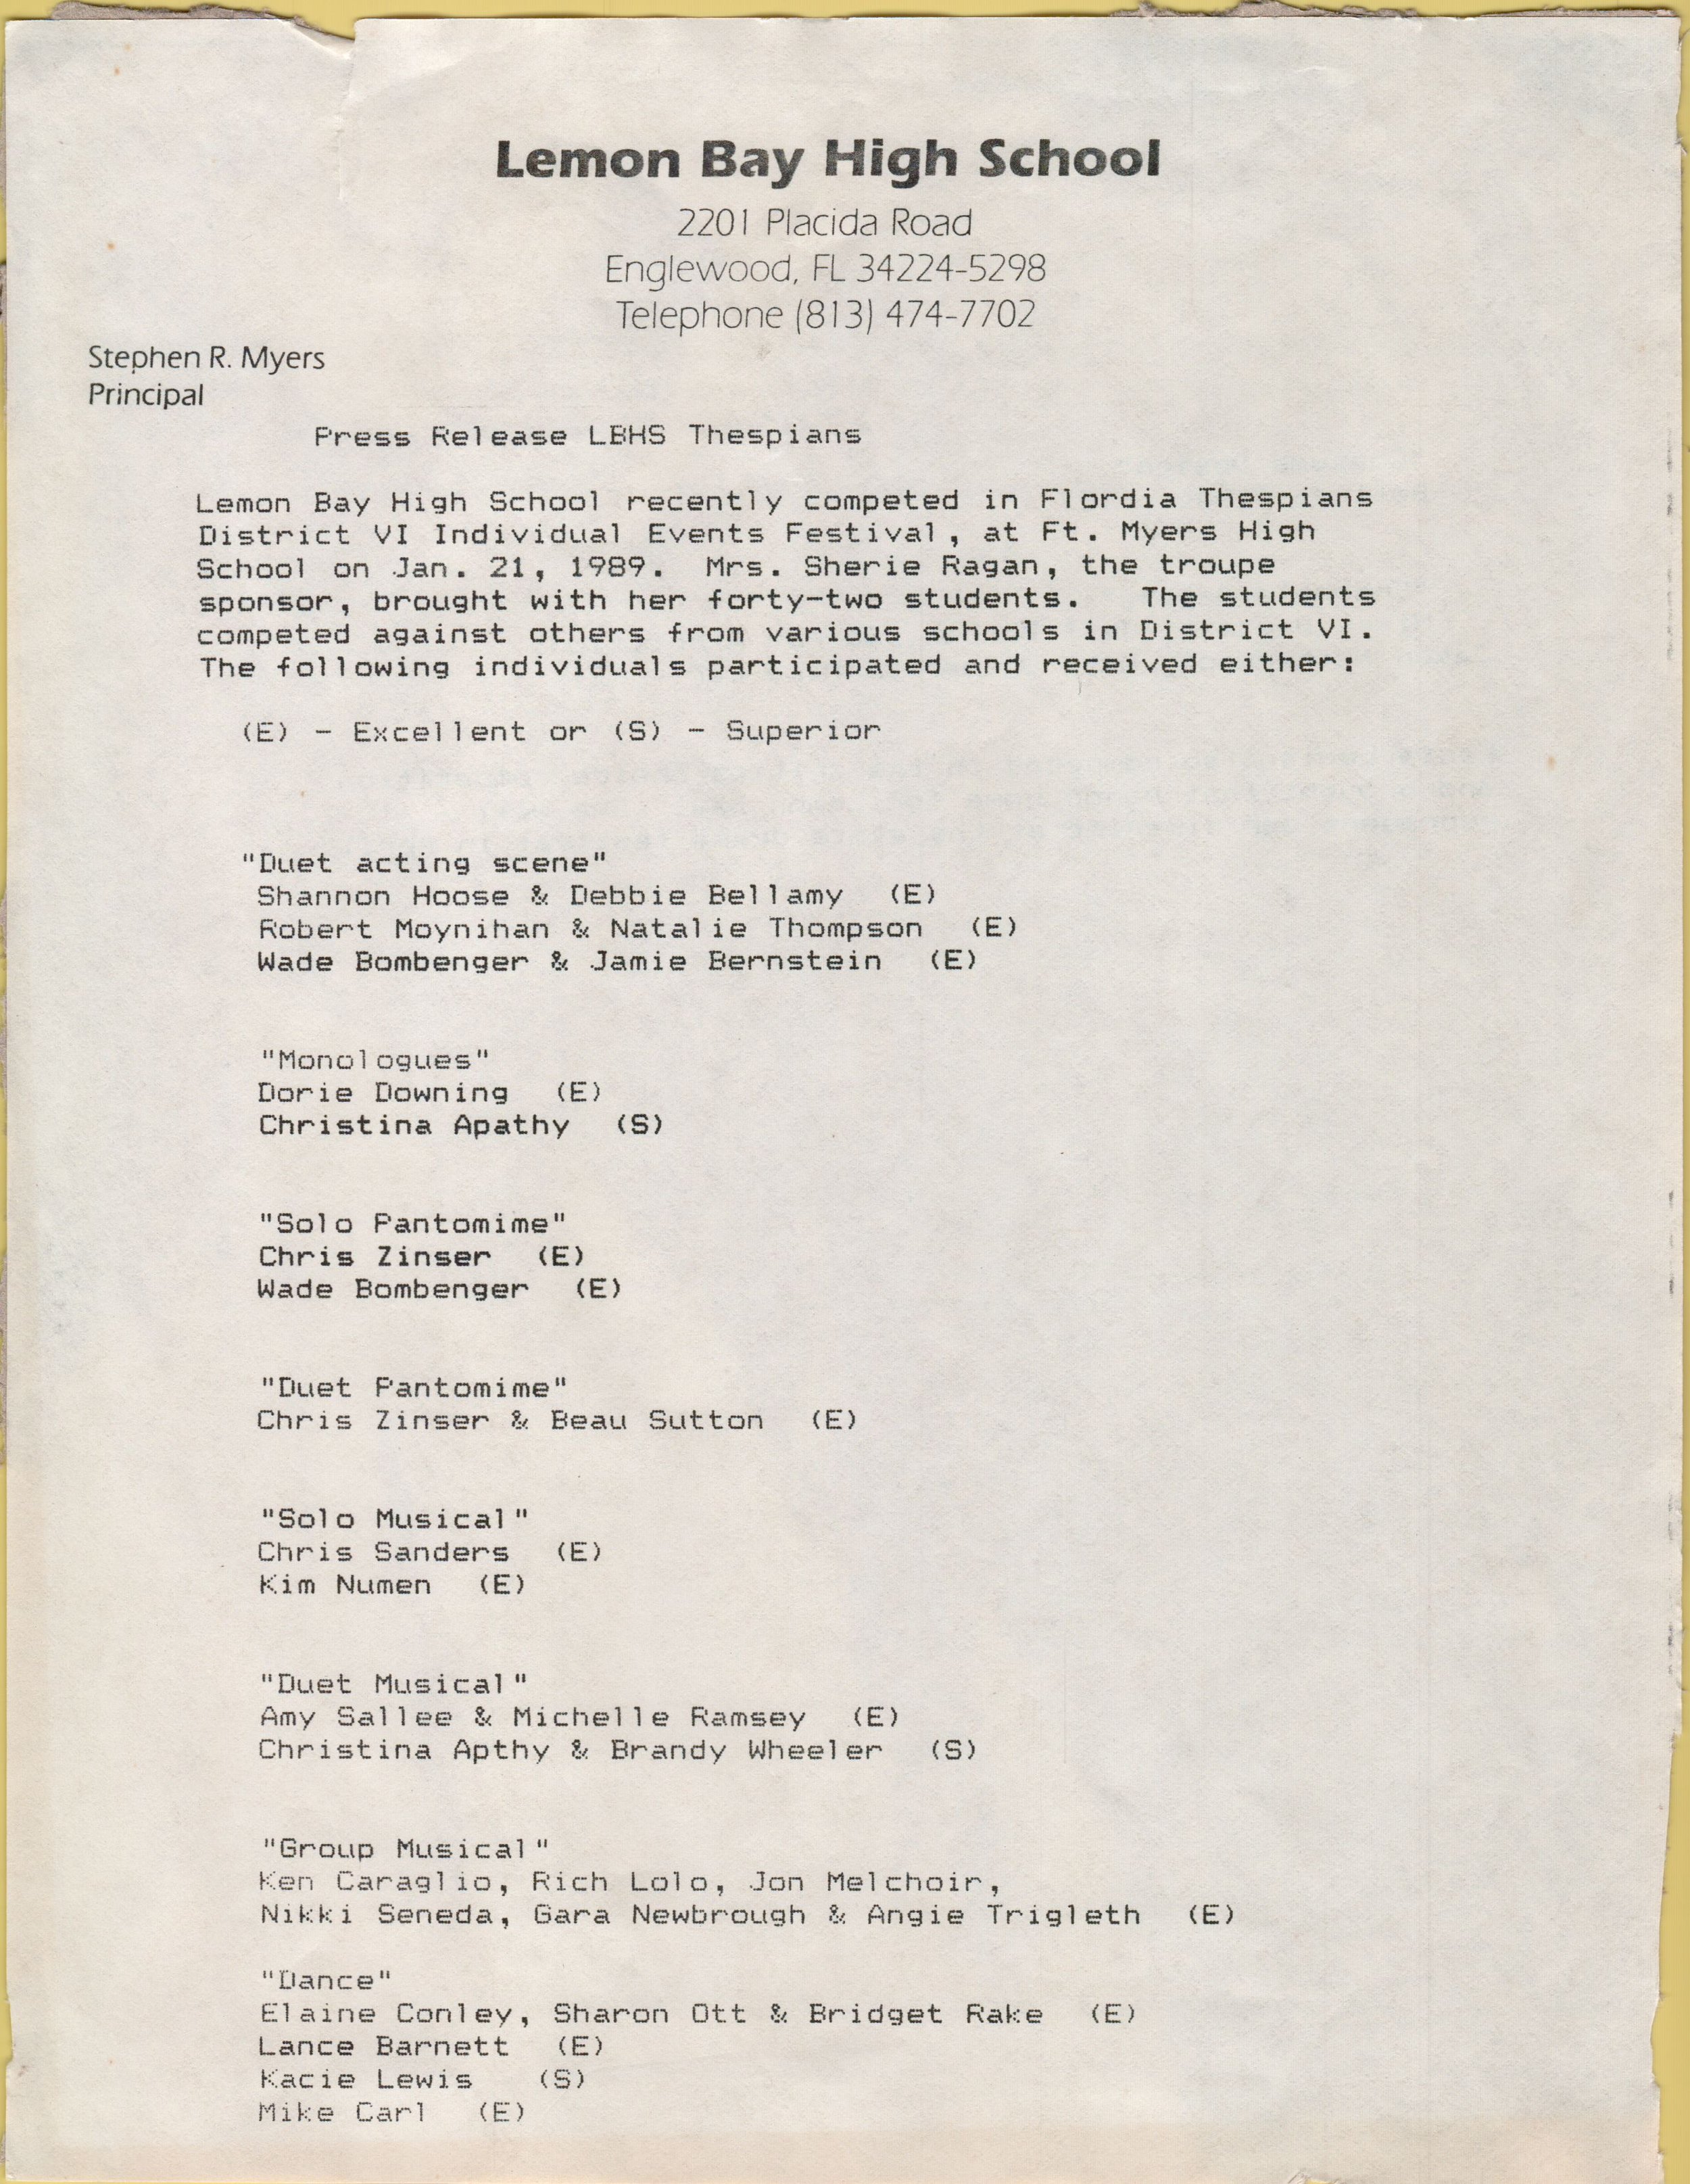 Lemon Bay High School
2201 Placida Road
Englewood, FL 34224-5298
Telephone (813) 474-7702
Stephen R. Myers
Principal
Press Release LBHS Thespians
Lemon Bay High School recently competed in Flordia Thespians
District VI Individual Events Festival, at Ft. Myers High
School on Jan. 21, 1989. Mrs. Sherie Ragan, the troupe
sponsor, brought with her forty-two students. The students
competed against others from various schools in District VI.
The following individuals participated and received either:
(E) - Excellent or (S) - Superior
"Duet acting scene"
Shannon Hoose & Debbie Bellamy (E)
Robert Moynihan & Natalie Thompson (E)
Wade Bombenger & Jamie Bernstein (E)
"Monologues"
Dorie Downing (E)
Christina Apathy (S)
"Solo Pantomime"
Chris Zinser (E)
Wade Bombenger (E)
"Duet Pantomime"
Chris Zinser & Beau Sutton (E)
"Solo Musical"
Chris Sanders (E)
Kim Numen (E)
"Duet Musical"
Amy Sallee & Michelle Ramsey (E)
Christina Apthy & Brandy Wheeler (S)
"Group Musical"
Ken Caraglio, Rich Lolo, Jon Melchoir,
Nikki Seneda, Gara Newbrough & Angie Trigleth (E)
"Dance"
Elaine Conley, Sharon Ott & Bridget Rake (E)
Lance Barnett (E)
Kacie Lewis (S)
Mike Carl (E)